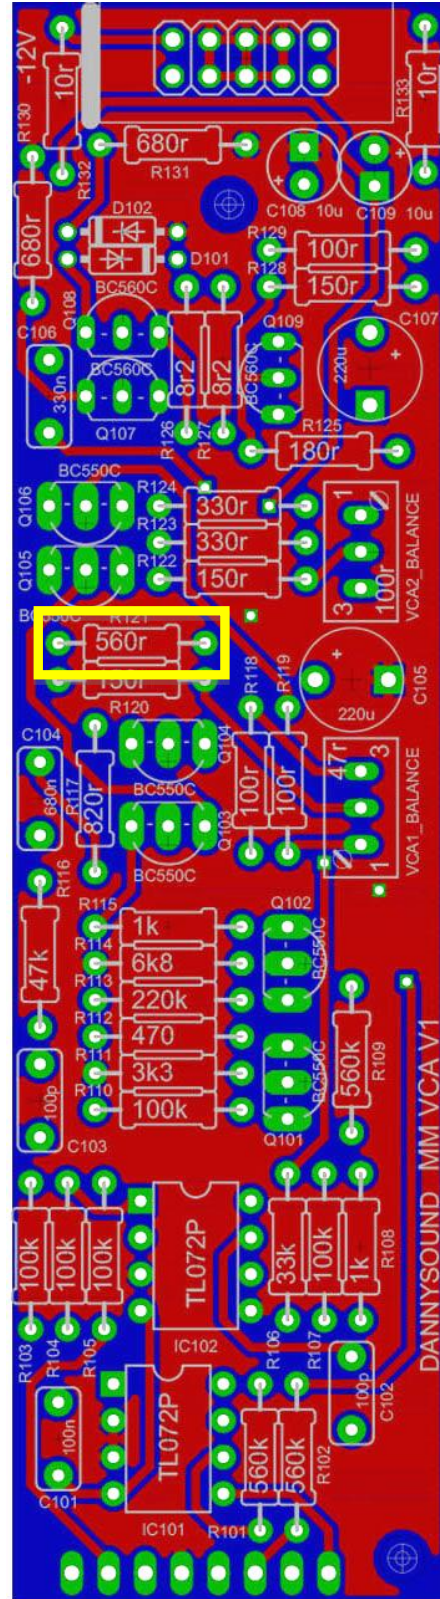 -12V
10r
R130
R132
680r
R131
10r
R133
680r
C108
10u
C109
10u
D102
D101
R129
100r
R128
150r
C107
220u
BC560C
Q108
C106
330n
BC560C
Q107
8r2
8r2
R126
R127
Q109
BC560C
R125
180r
BC550C
Q106
R124
330r
R123
330r
R122
150r
Q105
1
100r
3
VCA2_BALANCE
R121
560r
150r
R120
R118
R119
C105
220u
C104
680n
R117
820r
Q104
BC550C
Q103
BC550C
100r
100r
47r
3
1
VCA1_BALANCE
R116
47k
R115
1k
R114
6k8
R113
220k
R112
470
R111
3k3
R110
100k
Q102
BC550C
BC550C
Q101
560k
R109
100p
C103
100k
100k
100k
R103
R104
R105
TL072P
IC102
33k
100k
1k
R108
R106
R107
100p
C102
100n
C101
TL072P
IC101
560k
560k
R101
R102
DANNYSOUND MM VCA V1